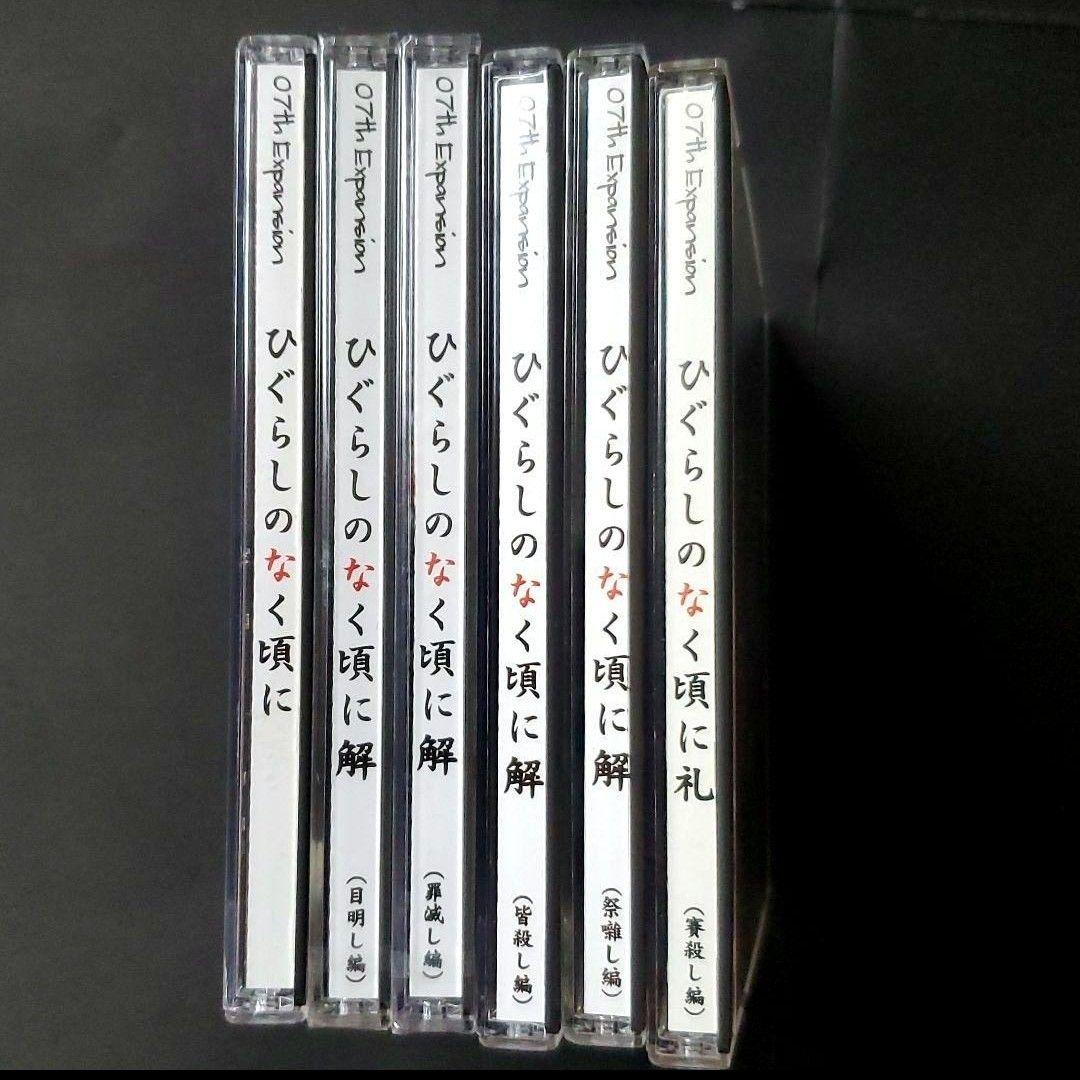 07th Expansion ひぐらしのなく頃に
07th Expansion ひぐらしのなく頃に解 (目明し編)
07th Expansion ひぐらしのなく頃に解 (罪滅し編)
07th Expansion ひぐらしのなく頃に解 (皆殺し編)
07th Expansion ひぐらしのなく頃に解 (祭囃し編)
07th Expansion ひぐらしのなく頃に礼 (賽殺し編)